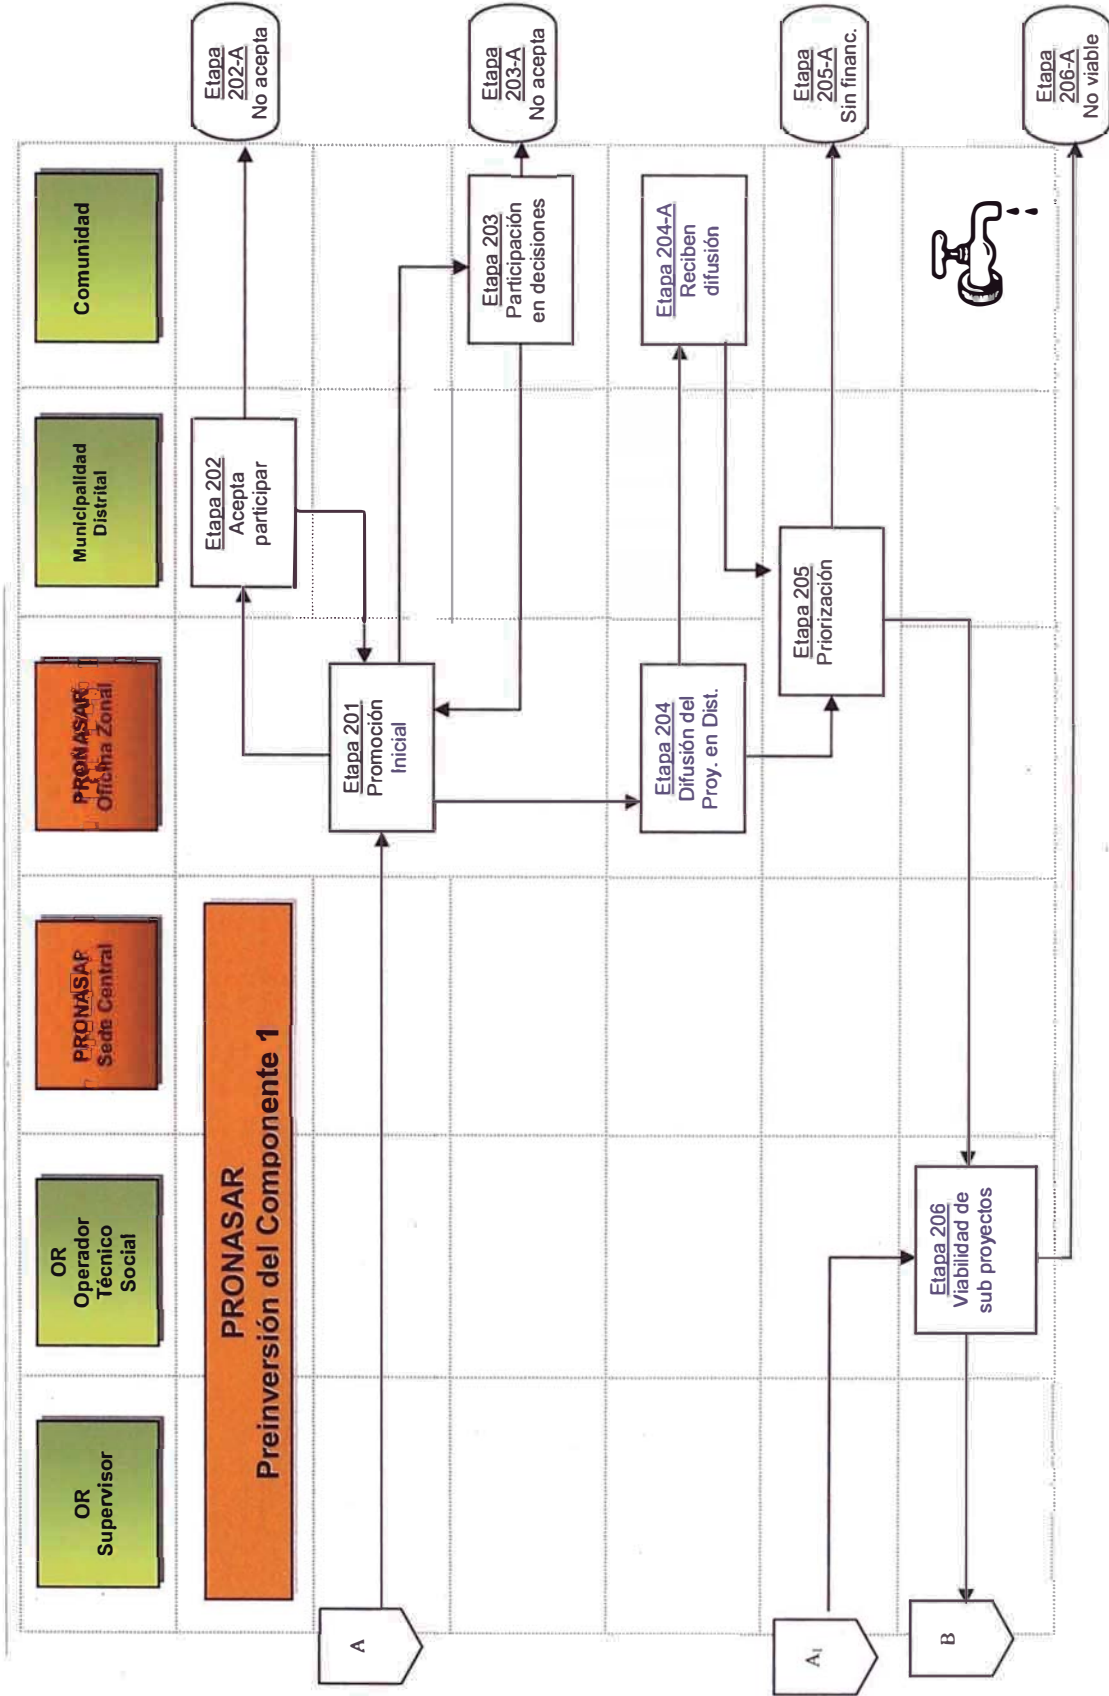 OR
Supervisor
OR
Operador
Técnico
Social
PRONASAR
Sede Central
PRONASAR
Oficina Zonal
Municipalidad
Distrital
Comunidad
PRONASAR
Preinversión del Componente 1
Etapa 202
Acepta
participar
Etapa
202-A
No acepta
A
Etapa 201
Promoción
Inicial
Etapa 203
Participación
en decisiones
Etapa
203-A
No acepta
Etapa 204
Difusión del
Proy. en Dist.
Etapa 204-A
Reciben
difusión
A1
Etapa 205
Priorización
Etapa
205-A
Sin financ.
B
Etapa 206
Viabilidad de
sub proyectos
Etapa
206-A
No viable